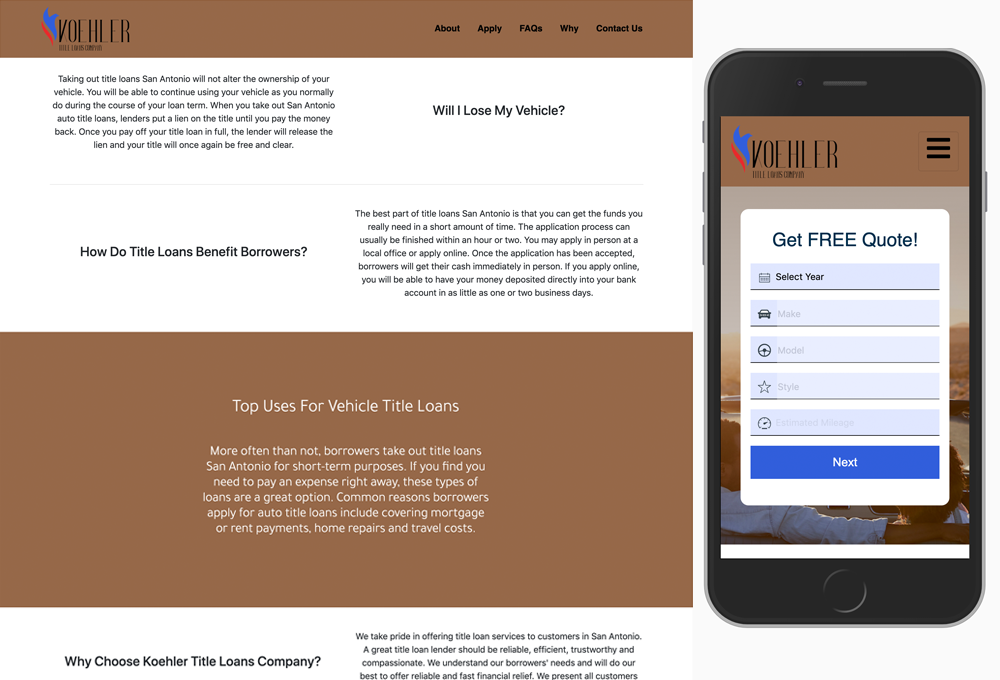 KOEHLER
TITLE LOANS COMPANY
About Apply FAQs Why Contact Us
Taking out title loans San Antonio will not alter the ownership of your
vehicle. You will be able to continue using your vehicle as you normally
do during the course of your loan term. When you take out San Antonio
auto title loans, lenders put a lien on the title until you pay the money
back. Once you pay off your title loan in full, the lender will release the
lien and your title will once again be free and clear.
Will I Lose My Vehicle?
How Do Title Loans Benefit Borrowers?
The best part of title loans San Antonio is that you can get the funds you
really need in a short amount of time. The application process can
usually be finished within an hour or two. You may apply in person at a
local office or apply online. Once the application has been accepted,
borrowers will get their cash immediately in person. If you apply online,
you will be able to have your money deposited directly into your bank
account in as little as one or two business days.
Top Uses For Vehicle Title Loans
More often than not, borrowers take out title loans
San Antonio for short-term purposes. If you find you
need to pay an expense right away, these types of
loans are a great option. Common reasons borrowers
apply for auto title loans include covering mortgage
or rent payments, home repairs and travel costs.
Why Choose Koehler Title Loans Company?
We take pride in offering title loan services to customers in San Antonio.
A great title loan lender should be reliable, efficient, trustworthy and
compassionate. We understand our borrowers' needs and will do our
best to offer reliable and fast financial relief. We present all customers
KOEHLER
TITLE LOANS COMPANY
Get FREE Quote!
Select Year
Make
Model
Style
Estimated Mileage
Next